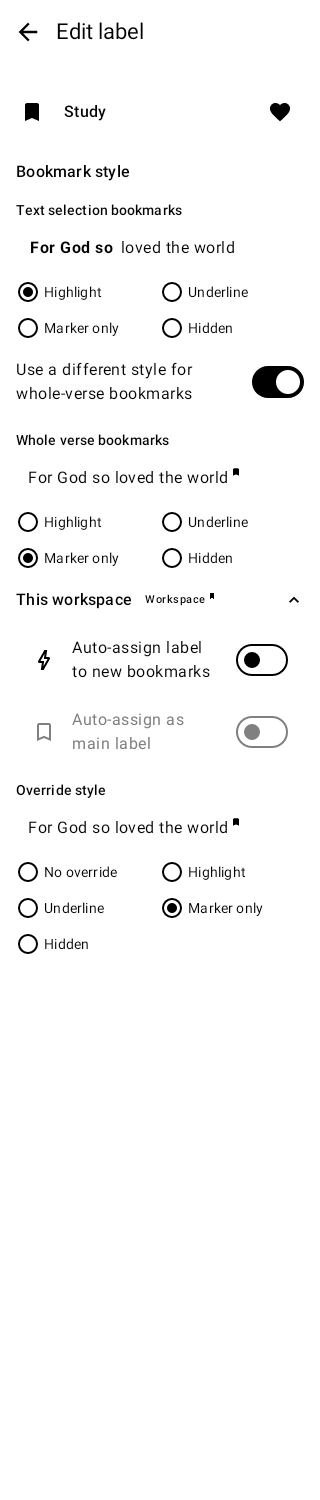 Edit label
Study
Bookmark style
Text selection bookmarks
For God so loved the world
Highlight
Underline
Marker only
Hidden
Use a different style for
whole-verse bookmarks
Whole verse bookmarks
For God so loved the world
Highlight
Underline
Marker only
Hidden
This workspace
Workspace
Auto-assign label
to new bookmarks
Auto-assign as
main label
Override style
For God so loved the world
No override
Highlight
Underline
Marker only
Hidden